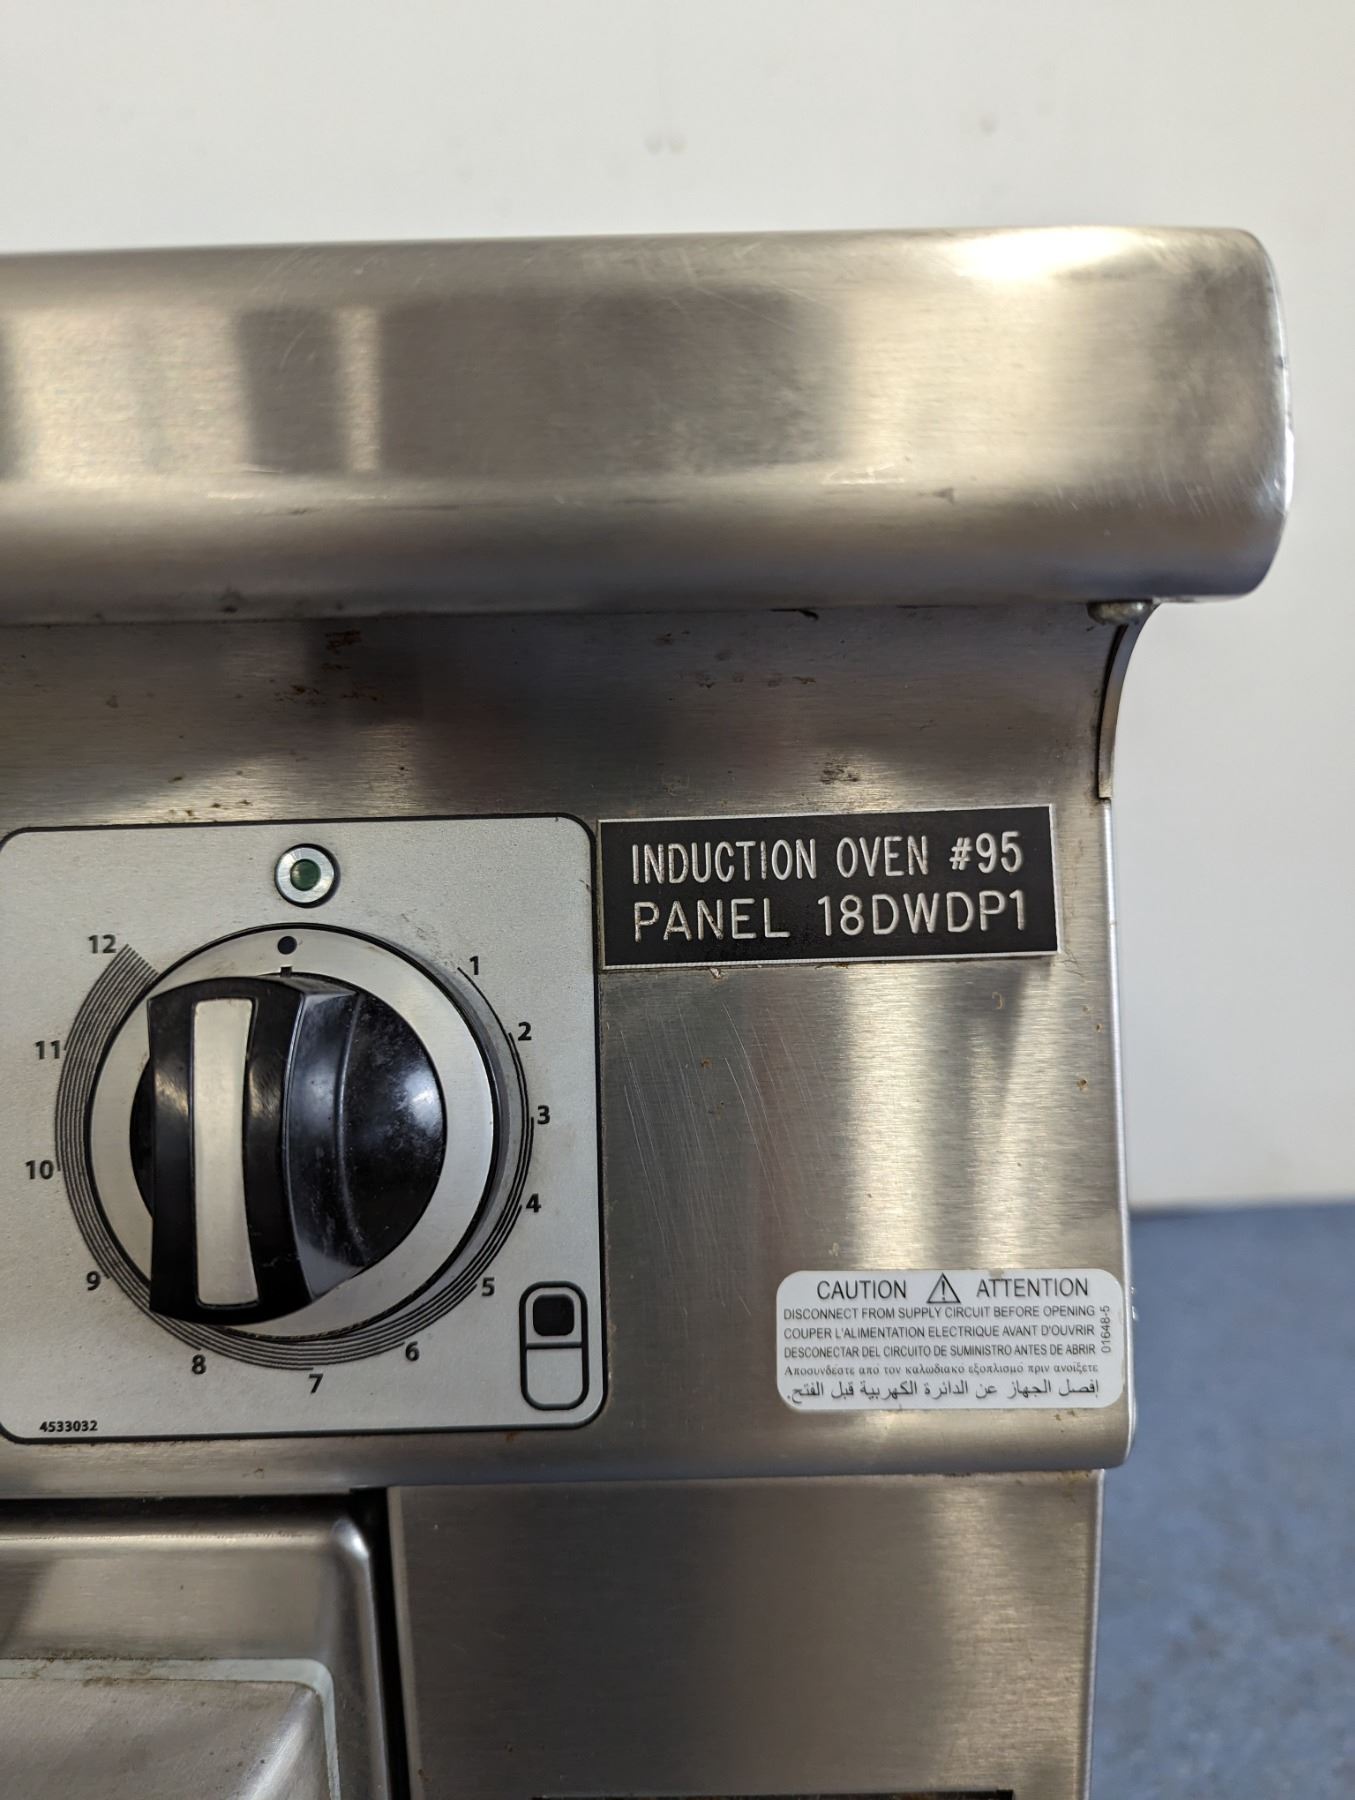 INDUCTION OVEN #95
PANEL 18DWDP1
12
1
11
2
3
10
4
9
5
8
6
7
4533032
CAUTION ATTENTION
DISCONNECT FROM SUPPLY CIRCUIT BEFORE OPENING
COUPER L'ALIMENTATION ELECTRIQUE AVANT D'OUVRIR
DESCONECTAR DEL CIRCUITO DE SUMINISTRO ANTES DE ABRIR
Αποσυνδέστε από τον καλωδιακό εξοπλισμό πριν ανοίξετε
إفصل الجهاز عن الدائرة الكهربية قبل الفتح.
01648-5